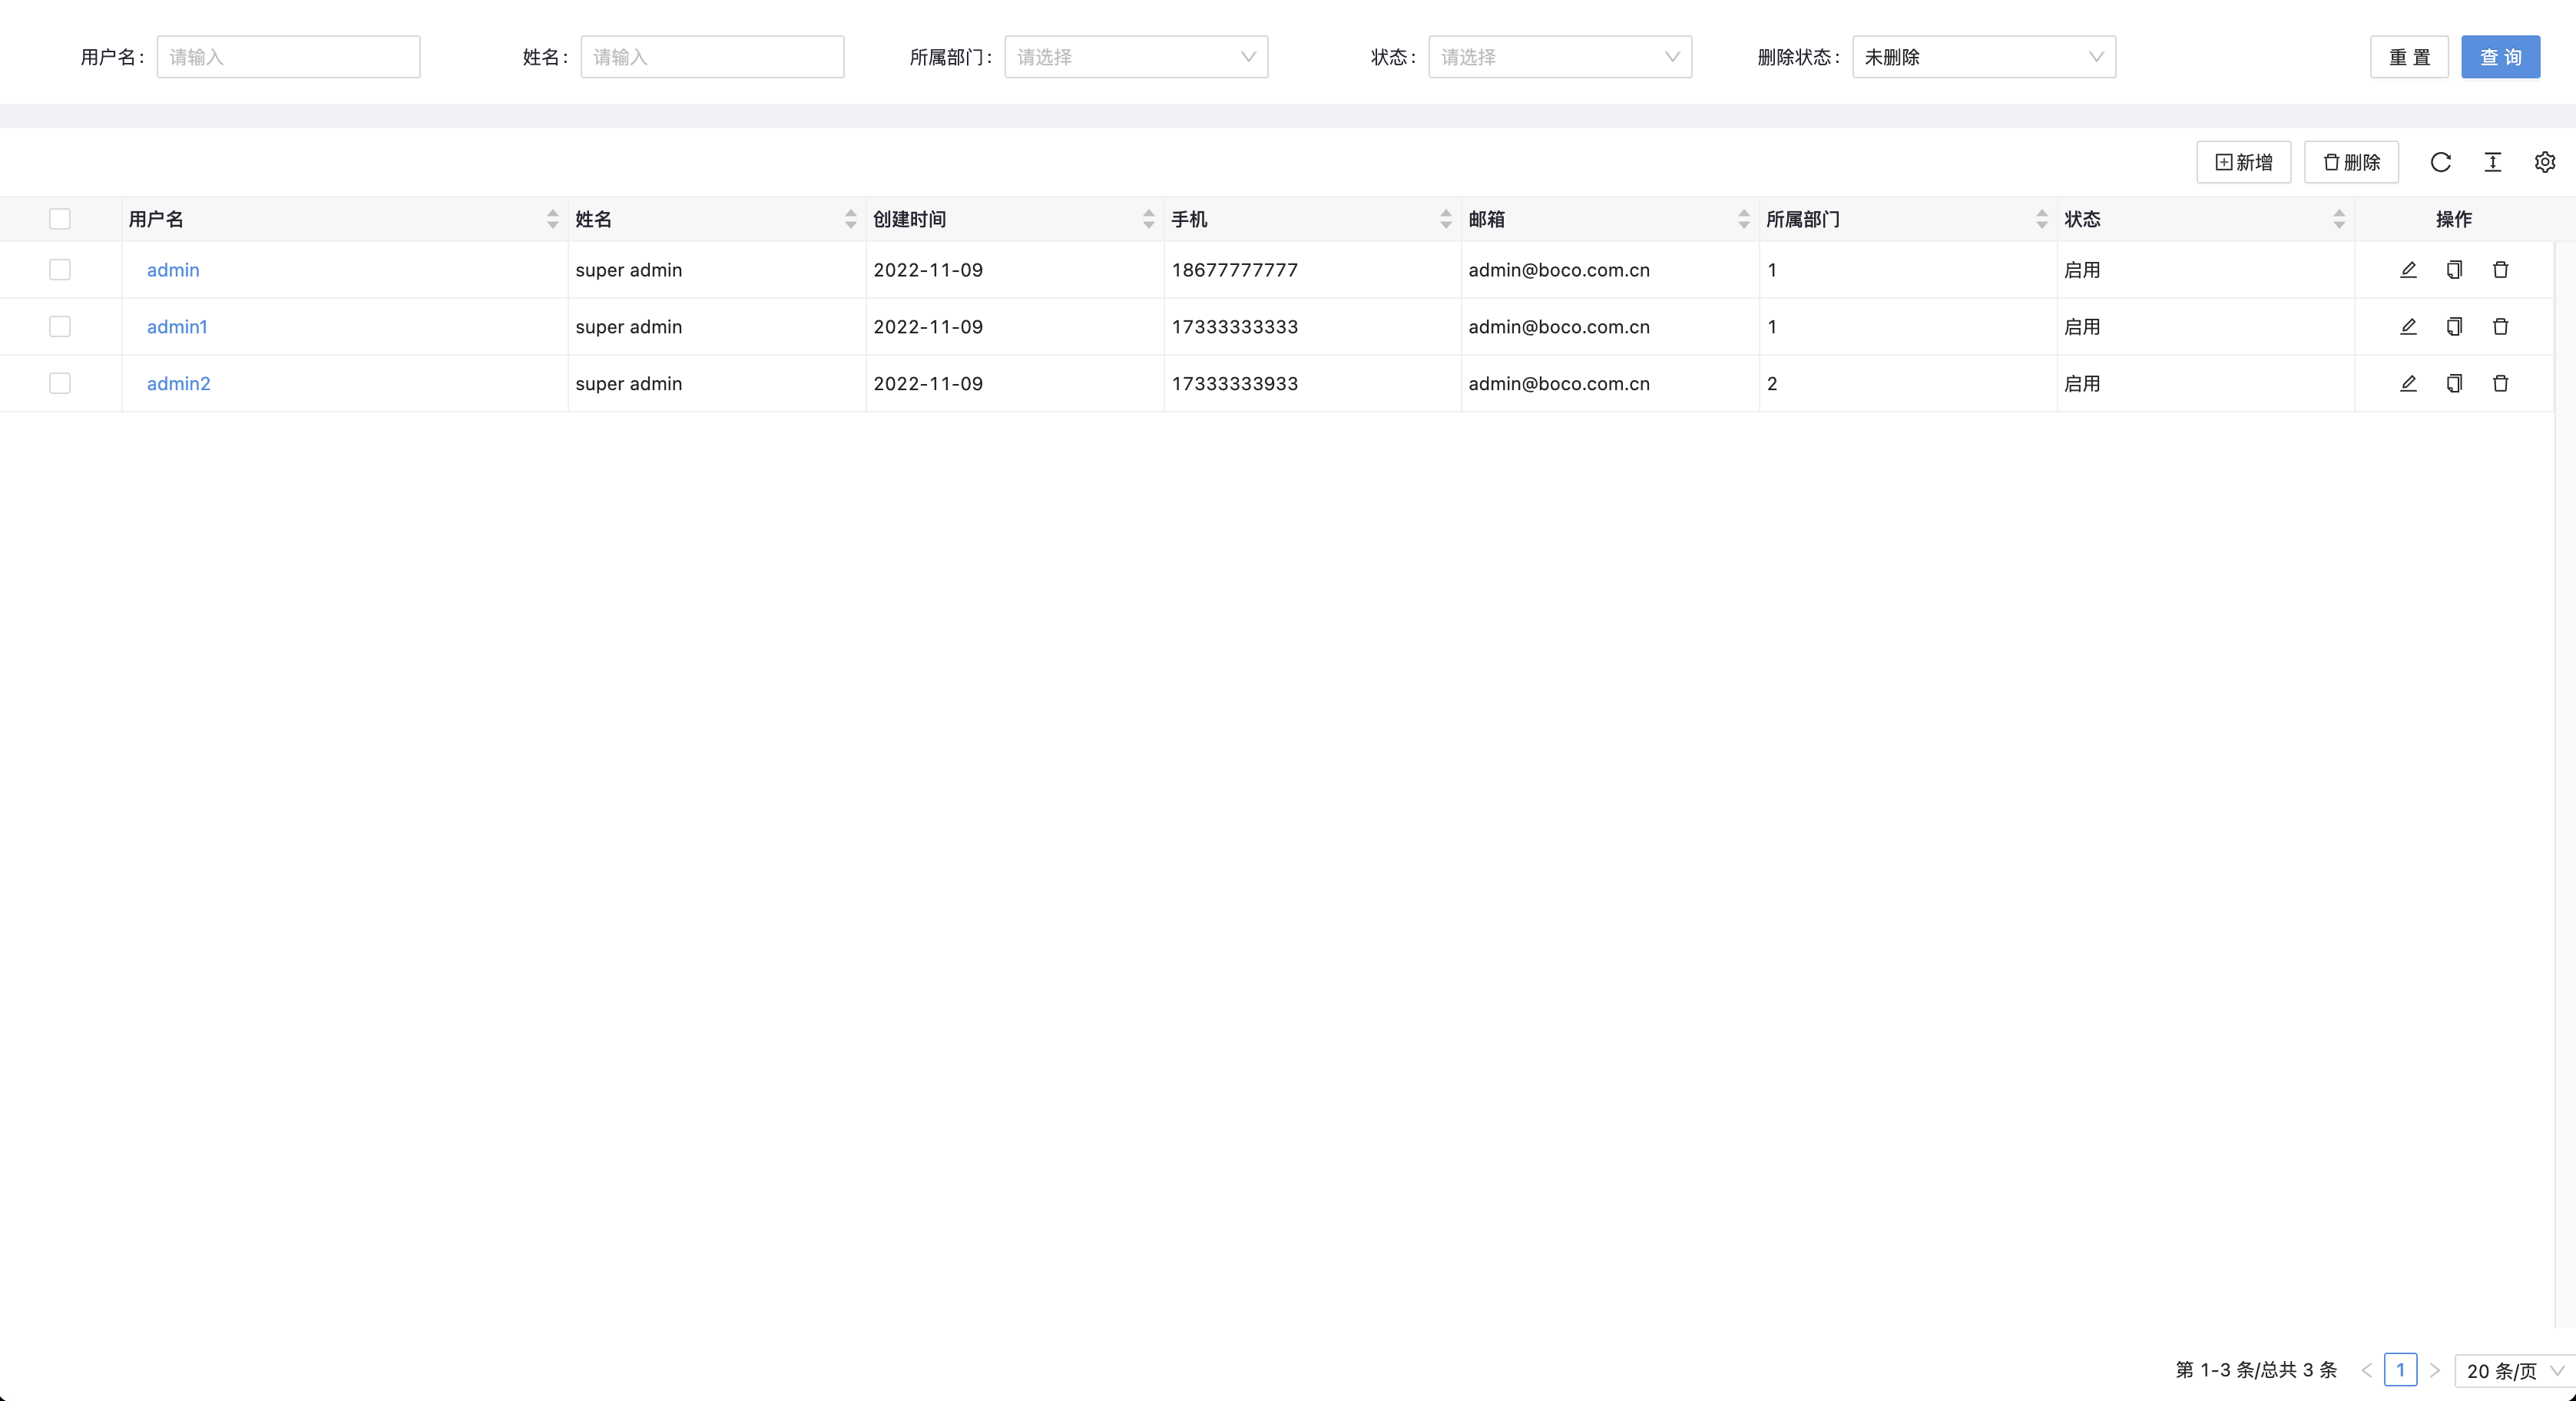 用户名： 请输入 姓名： 请输入 所属部门： 请选择 状态： 请选择 删除状态： 未删除 重 置 查 询
新增 删除
用户名 姓名 创建时间 手机 邮箱 所属部门 状态 操作
admin super admin 2022-11-09 18677777777 admin@boco.com.cn 1 启用
admin1 super admin 2022-11-09 17333333333 admin@boco.com.cn 1 启用
admin2 super admin 2022-11-09 17333333933 admin@boco.com.cn 2 启用
第 1-3 条/总共 3 条 1 20 条/页